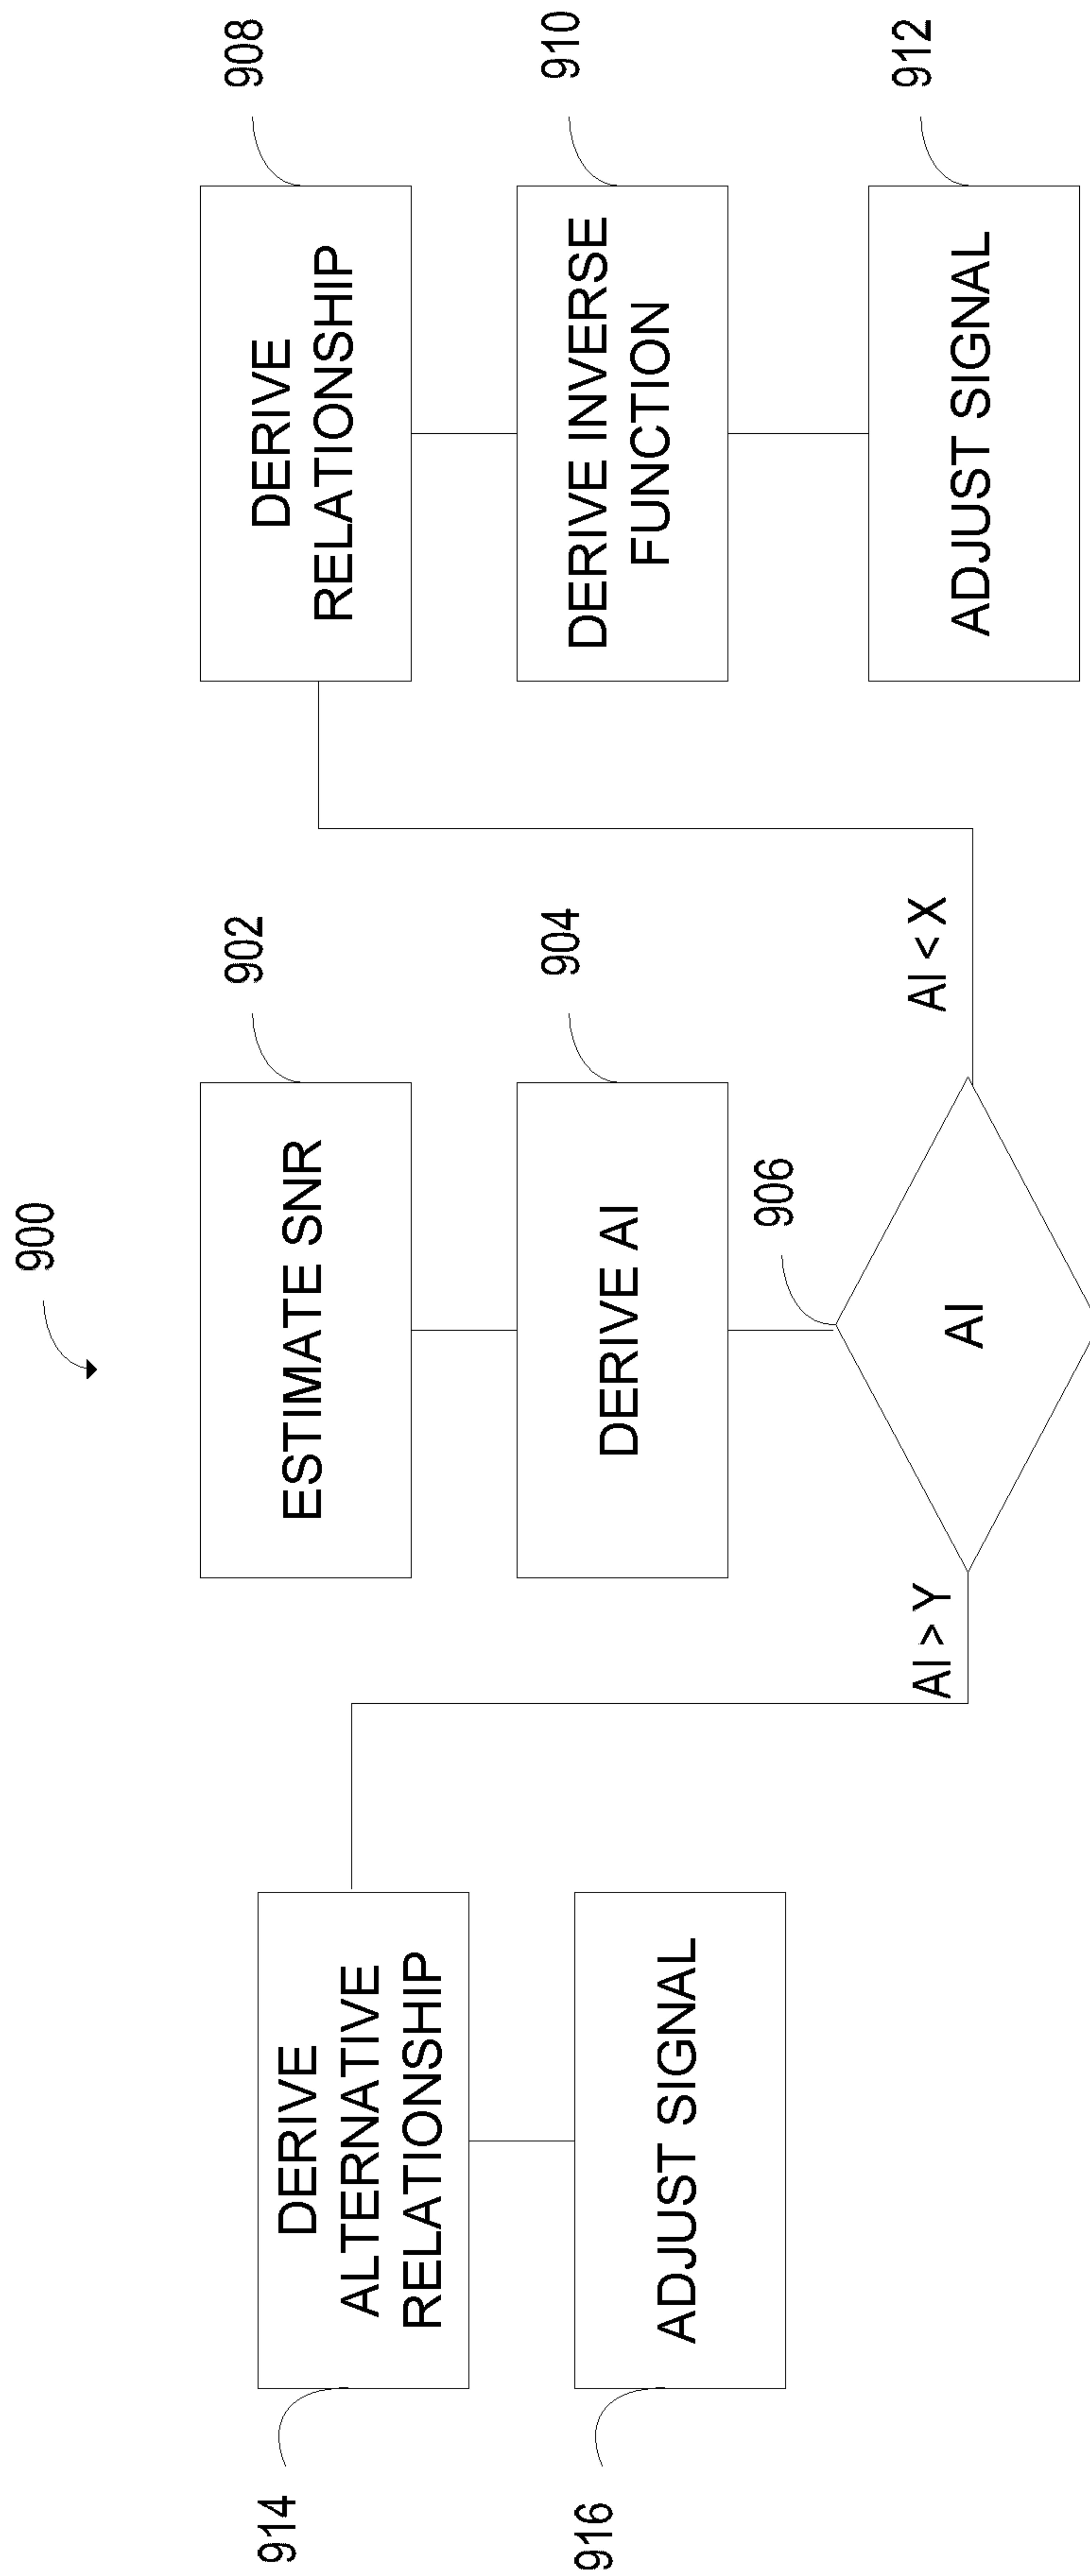 900
ESTIMATE SNR
902
DERIVE AI
904
906
AI
AI > Y
AI < X
DERIVE
ALTERNATIVE
RELATIONSHIP
914
ADJUST SIGNAL
916
DERIVE
RELATIONSHIP
908
DERIVE INVERSE
FUNCTION
910
ADJUST SIGNAL
912